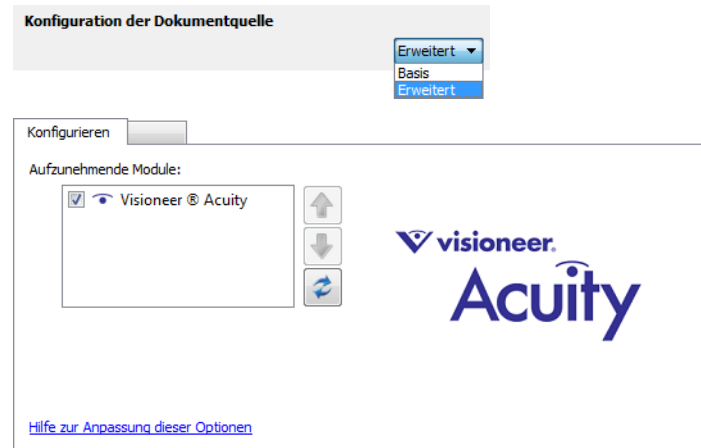 Konfiguration der Dokumentquelle
Erweitert
Basis
Erweitert
Konfigurieren
Aufzunehmende Module:
Visioneer ® Acuity
visioneer.
Acuity
Hilfe zur Anpassung dieser Optionen